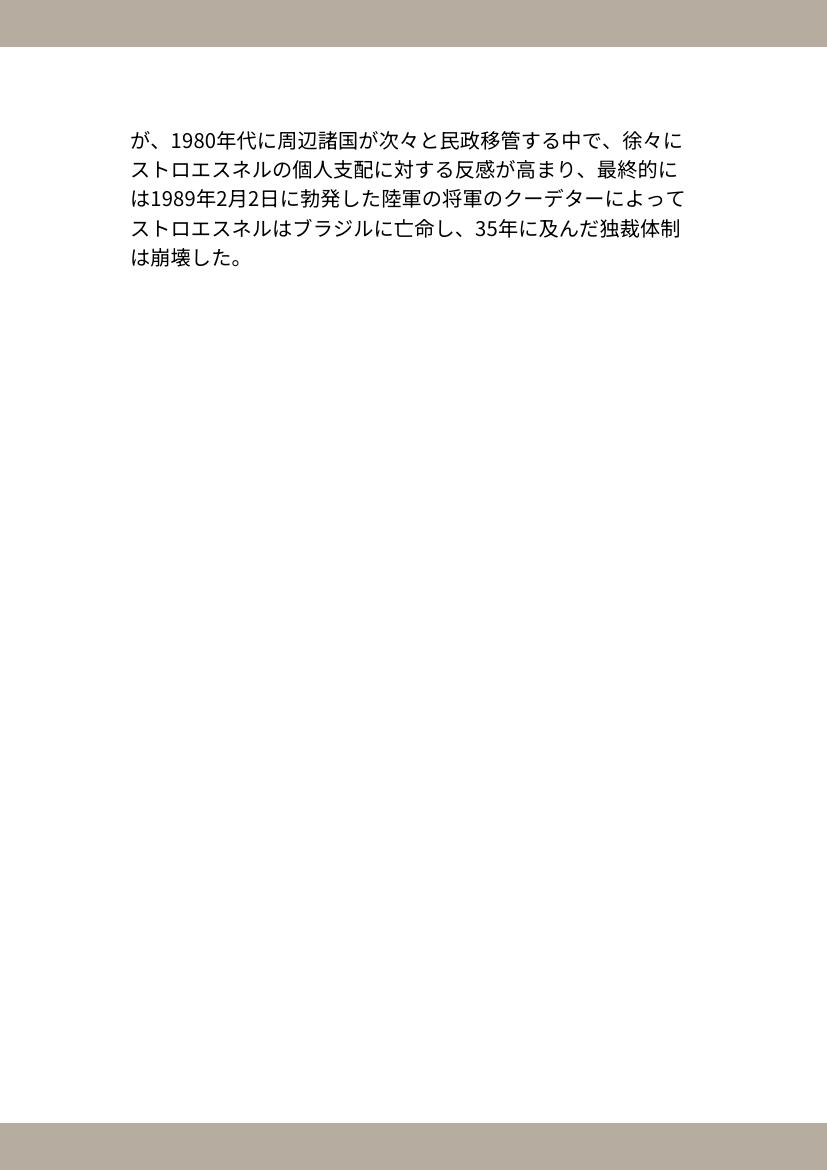 が、1980年代に周辺諸国が次々と民政移管する中で、徐々に
ストロエスネルの個人支配に対する反感が高まり、最終的に
は1989年2月2日に勃発した陸軍の将軍のクーデターによって
ストロエスネルはブラジルに亡命し、35年に及んだ独裁体制
は崩壊した。